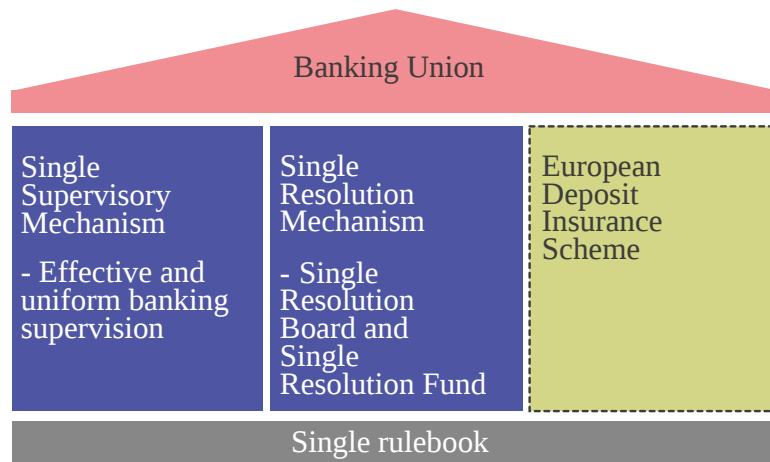 Banking Union
Single
Supervisory
Mechanism
- Effective and
uniform banking
supervision
Single
Resolution
Mechanism
- Single
Resolution
Board and
Single
Resolution Fund
European
Deposit
Insurance
Scheme
Single rulebook